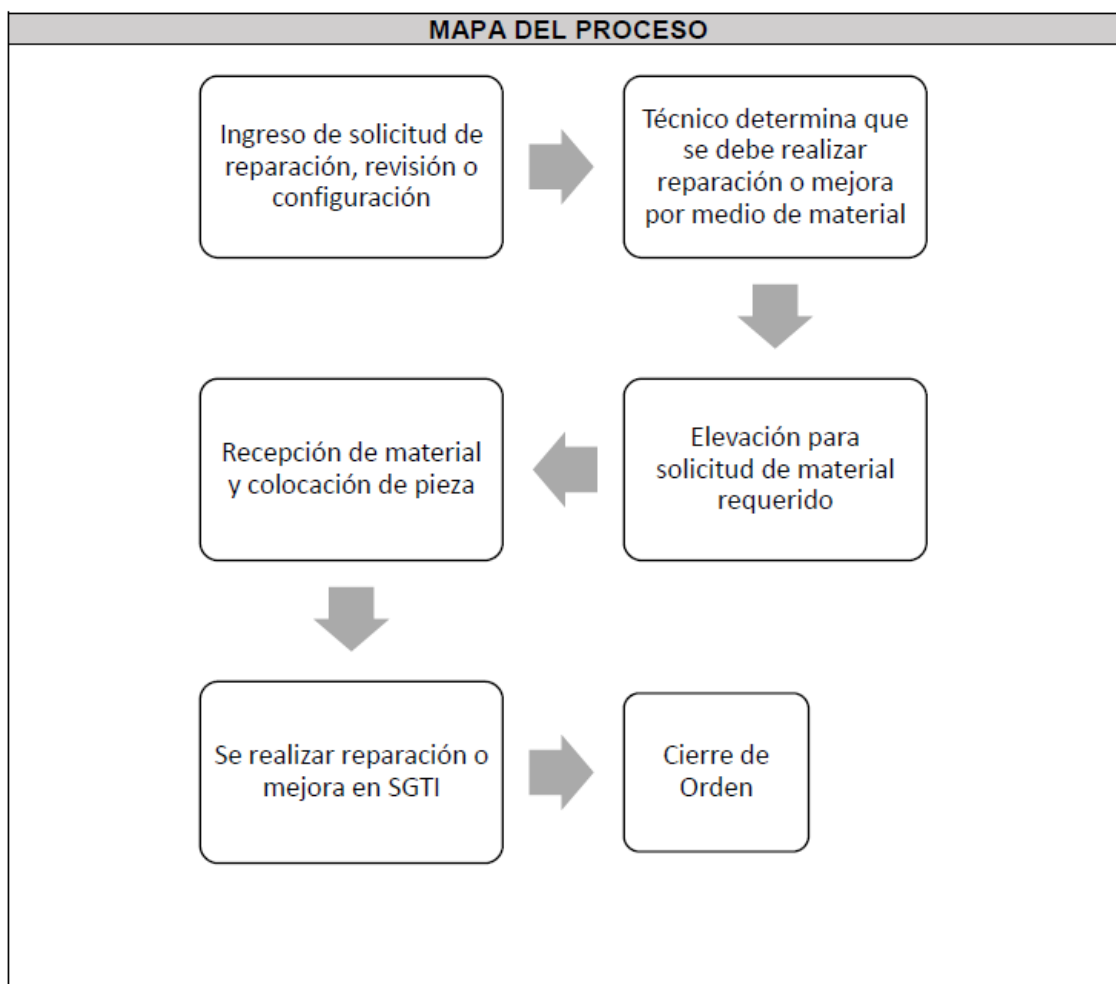 MAPA DEL PROCESO
Ingreso de solicitud de
reparación, revisión o
configuración
Técnico determina que
se debe realizar
reparación o mejora
por medio de material
Elevación para
solicitud de material
requerido
Recepción de material
y colocación de pieza
Se realizar reparación o
mejora en SGTI
Cierre de
Orden